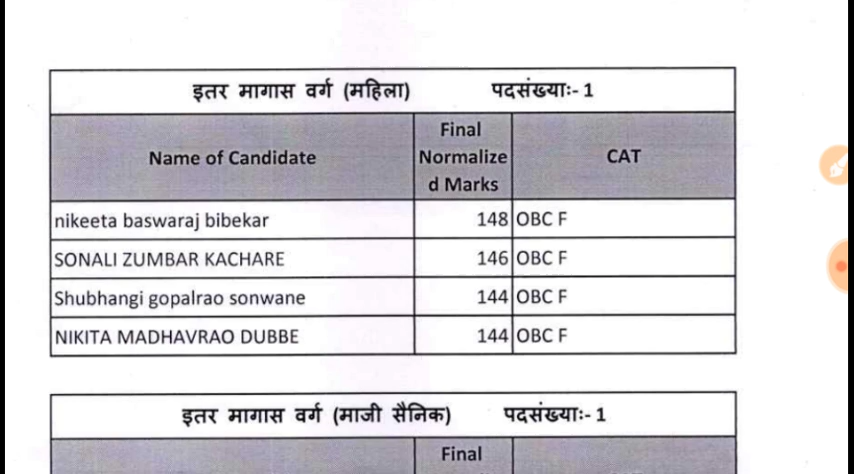 इतर मागास वर्ग (महिला) पदसंख्याः- 1
Name of Candidate
Final
Normalize
d Marks
CAT
nikeeta baswaraj bibekar 148 OBC F
SONALI ZUMBAR KACHARE 146 OBC F
Shubhangi gopalrao sonwane 144 OBC F
NIKITA MADHAVRAO DUBBE 144 OBC F
इतर मागास वर्ग (माजी सैनिक) पदसंख्याः- 1
Final